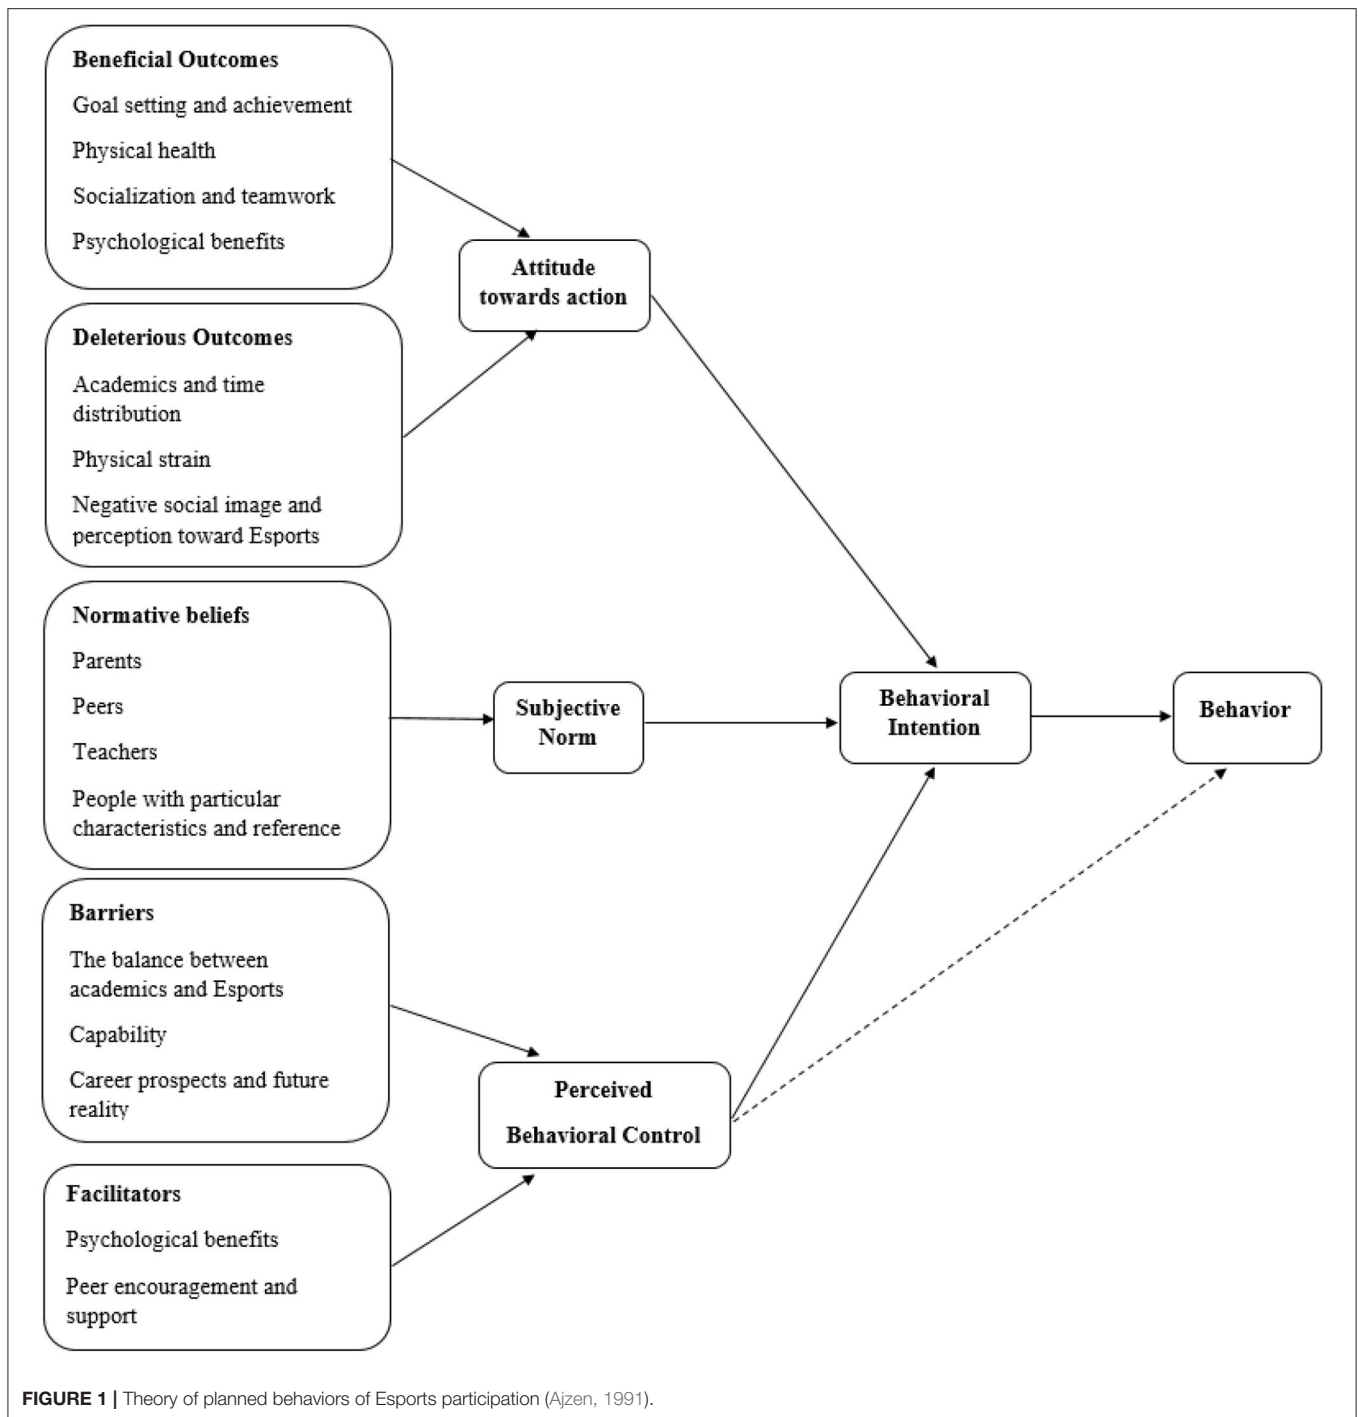 Beneficial Outcomes
Goal setting and achievement
Physical health
Socialization and teamwork
Psychological benefits
Attitude
towards action
Deleterious Outcomes
Academics and time
distribution
Physical strain
Negative social image and
perception toward Esports
Normative beliefs
Parents
Peers
Teachers
People with particular
characteristics and reference
Subjective
Norm
Behavioral
Intention
Behavior
Barriers
The balance between
academics and Esports
Capability
Career prospects and future
reality
Perceived
Behavioral Control
Facilitators
Psychological benefits
Peer encouragement and
support
FIGURE 1 | Theory of planned behaviors of Esports participation (Ajzen, 1991).